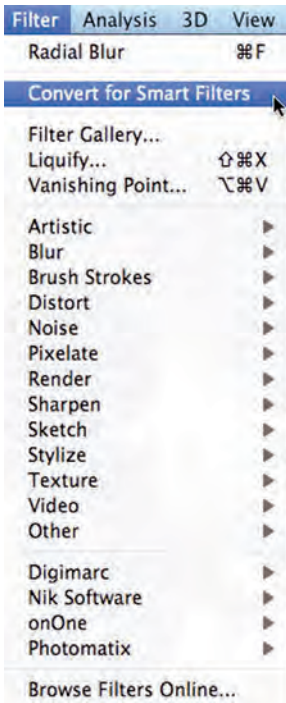 Filter Analysis 3D View
Radial Blur ⌘F
Convert for Smart Filters
Filter Gallery...
Liquify... ⇧⌘X
Vanishing Point... ⌥⌘V
Artistic
Blur
Brush Strokes
Distort
Noise
Pixelate
Render
Sharpen
Sketch
Stylize
Texture
Video
Other
Digimarc
Nik Software
onOne
Photomatix
Browse Filters Online...